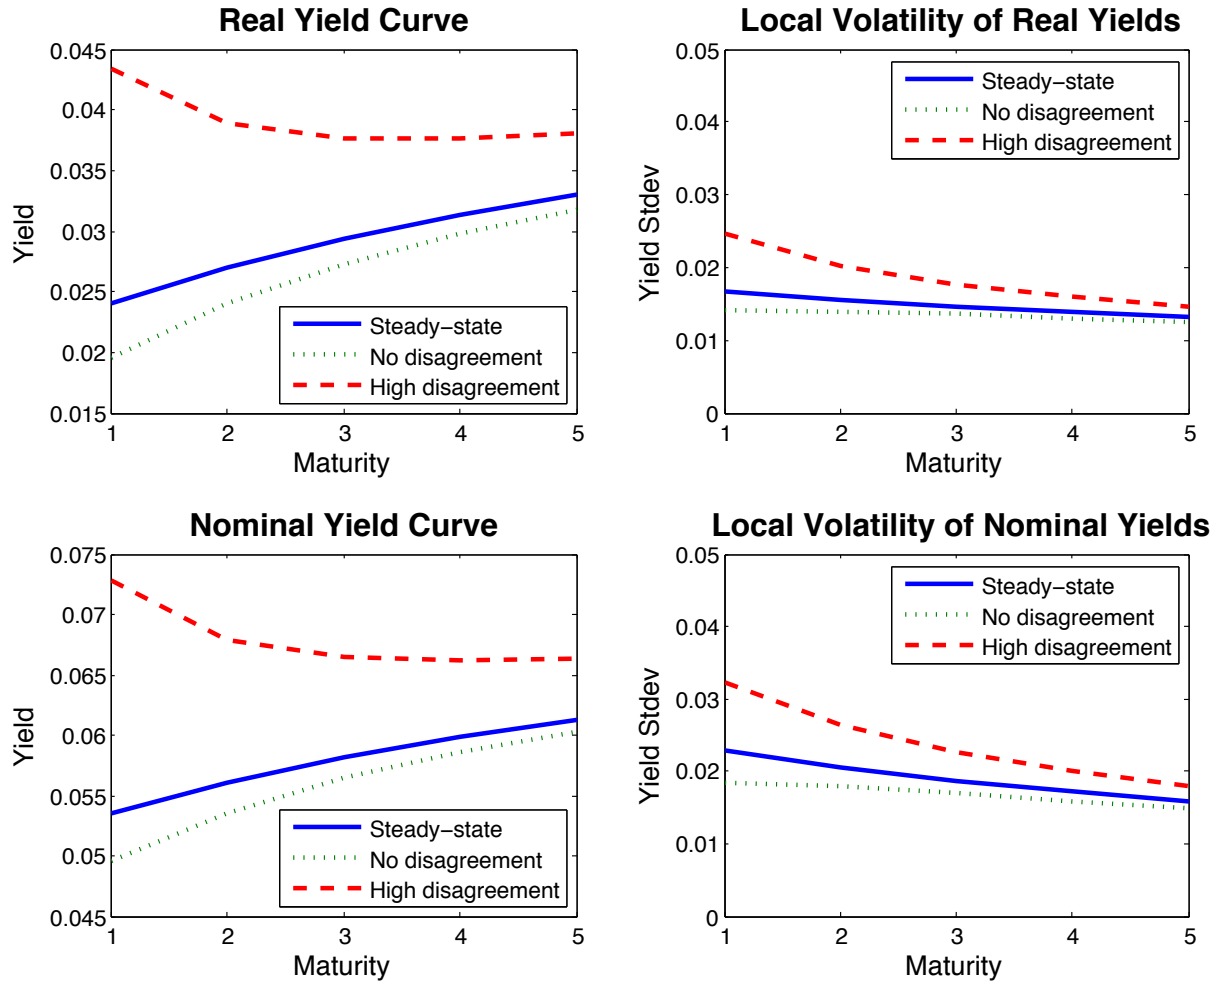 Real Yield Curve
0.045
0.04
0.035
0.03
0.025
0.02
0.015
Yield
Steady-state
No disagreement
High disagreement
1 2 3 4 5
Maturity
Local Volatility of Real Yields
0.05
0.04
0.03
0.02
0.01
0
Yield Stdev
Steady-state
No disagreement
High disagreement
1 2 3 4 5
Maturity
Nominal Yield Curve
0.075
0.07
0.065
0.06
0.055
0.05
0.045
Yield
Steady-state
No disagreement
High disagreement
1 2 3 4 5
Maturity
Local Volatility of Nominal Yields
0.05
0.04
0.03
0.02
0.01
0
Yield Stdev
Steady-state
No disagreement
High disagreement
1 2 3 4 5
Maturity